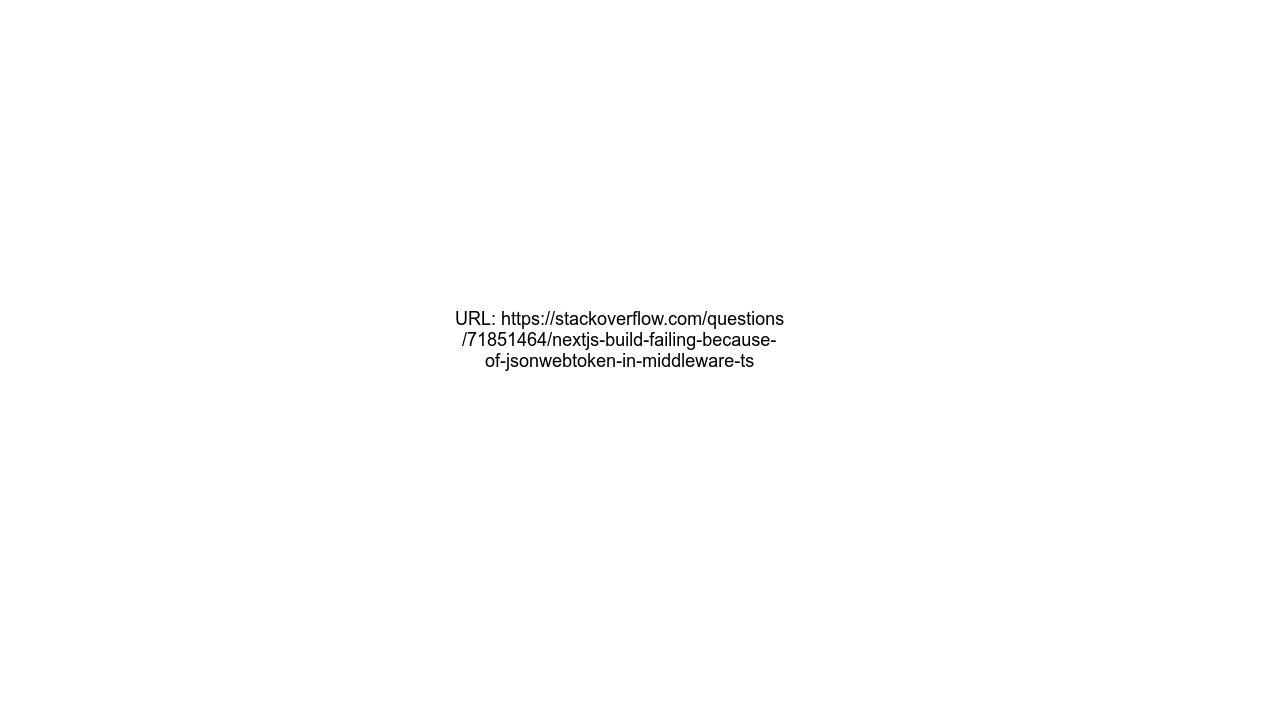 URL: https://stackoverflow.com/questions
/71851464/nextjs-build-failing-because-
of-jsonwebtoken-in-middleware-ts